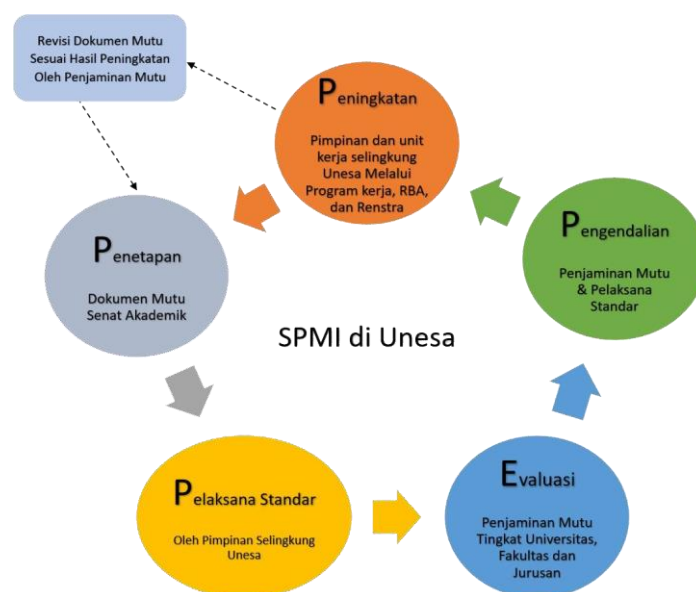 Revisi Dokumen Mutu
Sesuai Hasil Peningkatan
Oleh Penjaminan Mutu
Peningkatan
Pimpinan dan unit
kerja selingkung
Unesa Melalui
Program kerja, RBA,
dan Renstra
Penetapan
Dokumen Mutu
Senat Akademik
Pengendalian
Penjaminan Mutu
& Pelaksana
Standar
SPMI di Unesa
Pelaksana Standar
Oleh Pimpinan Selingkung
Unesa
Evaluasi
Penjaminan Mutu
Tingkat Universitas,
Fakultas dan
Jurusan